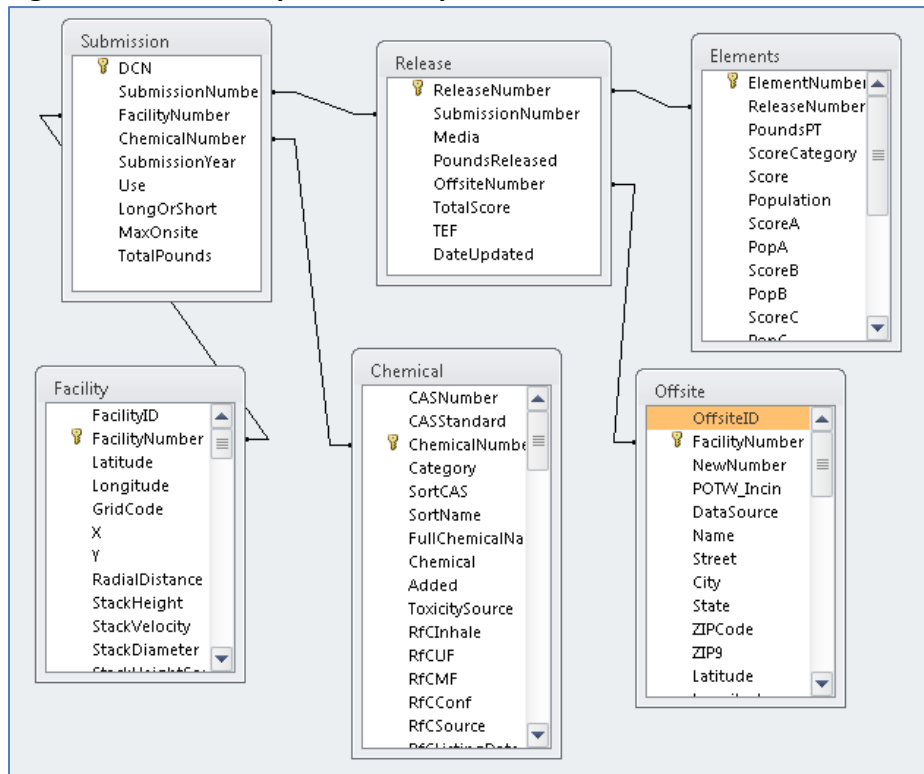 Submission
DCN
SubmissionNumbe
FacilityNumber
ChemicalNumber
SubmissionYear
Use
LongOrShort
MaxOnsite
TotalPounds
Release
ReleaseNumber
SubmissionNumber
Media
PoundsReleased
OffsiteNumber
TotalScore
TEF
DateUpdated
Elements
ElementNumber
ReleaseNumber
PoundsPT
ScoreCategory
Score
Population
ScoreA
PopA
ScoreB
PopB
ScoreC
PopC
Facility
FacilityID
FacilityNumber
Latitude
Longitude
GridCode
X
Y
RadialDistance
StackHeight
StackVelocity
StackDiameter
Chemical
CASNumber
CASStandard
ChemicalNumbe
Category
SortCAS
SortName
FullChemicalNa
Chemical
Added
ToxicitySource
RfCInhale
RfCUF
RfCMF
RfCConf
RfCSource
RfCListingDate
Offsite
OffsiteID
FacilityNumber
NewNumber
POTW_Incin
DataSource
Name
Street
City
State
ZIPCode
ZIP9
Latitude